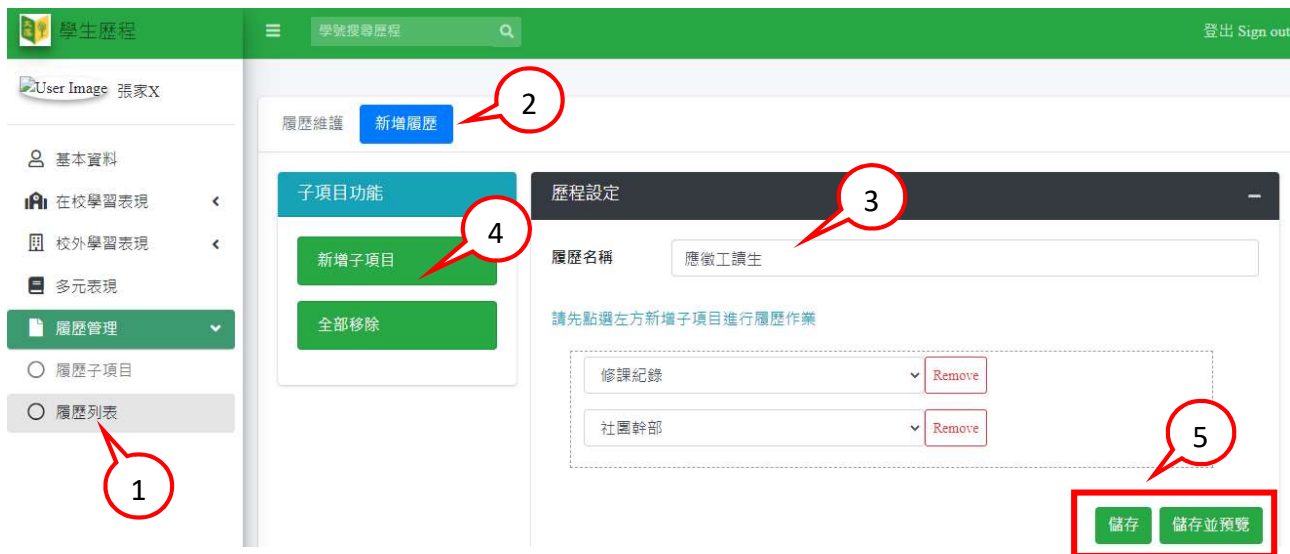 學生歷程
學號搜尋歷程
登出 Sign out
User Image 張家X
履歷維護 新增履歷
2
基本資料
在校學習表現
校外學習表現
多元表現
履歷管理
履歷子項目
履歷列表
1
子項目功能
4
新增子項目
全部移除
歷程設定
3
履歷名稱 應徵工讀生
請先點選左方新增子項目進行履歷作業
修課紀錄 Remove
社團幹部 Remove
5
儲存 儲存並預覽